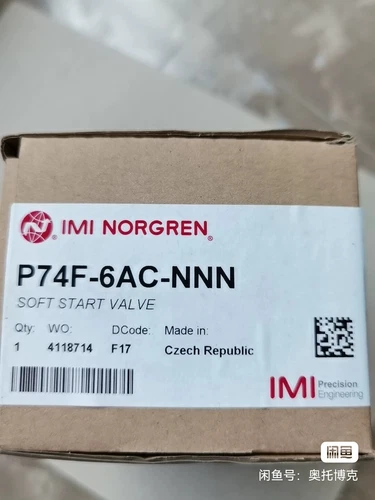 IMI NORGREN®
P74F-6AC-NNN
SOFT START VALVE
Qty: WO: DCode: Made in:
1 4118714 F17 Czech Republic
IMI Precision
Engineering
闲鱼
闲鱼号：奥托博克